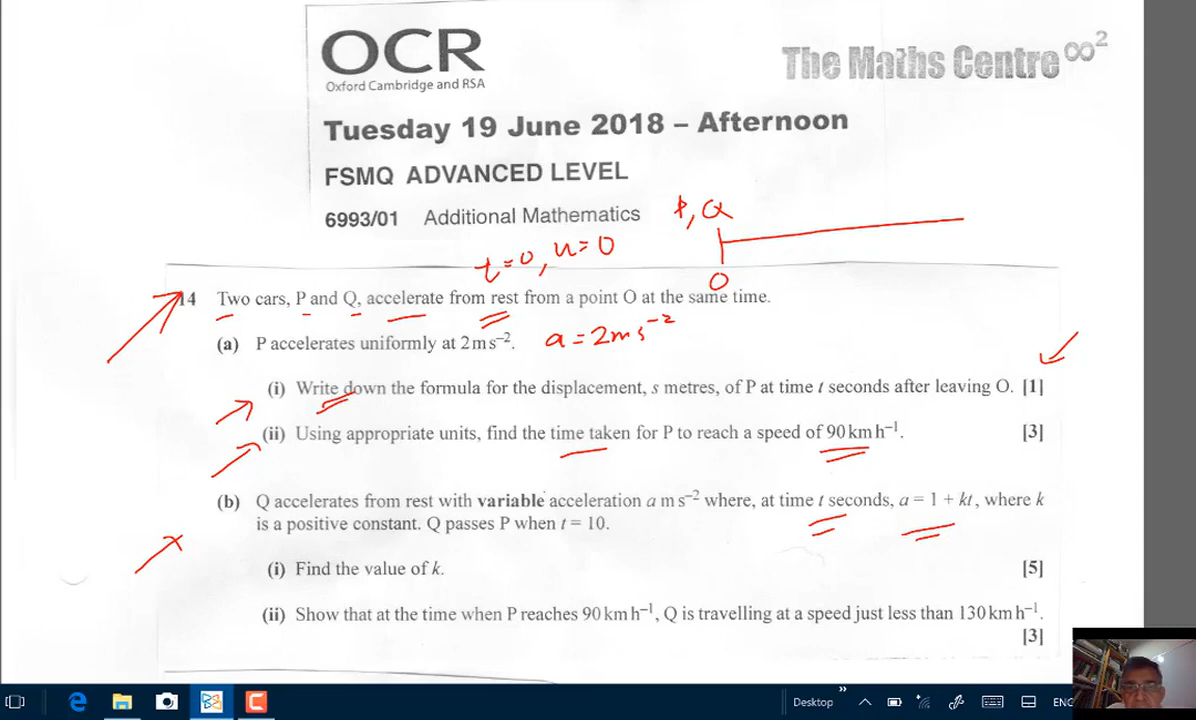 OCR
Oxford Cambridge and RSA
The Maths Centre ∞²
Tuesday 19 June 2018 – Afternoon
FSMQ ADVANCED LEVEL
6993/01 Additional Mathematics
P, Q
t=0, u=0
O
14 Two cars, P and Q, accelerate from rest from a point O at the same time.
(a) P accelerates uniformly at 2 m s⁻². a = 2 m s⁻²
(i) Write down the formula for the displacement, s metres, of P at time t seconds after leaving O. [1]
(ii) Using appropriate units, find the time taken for P to reach a speed of 90 km h⁻¹. [3]
(b) Q accelerates from rest with variable acceleration a m s⁻² where, at time t seconds, a = 1 + kt, where k
is a positive constant. Q passes P when t = 10.
(i) Find the value of k. [5]
(ii) Show that at the time when P reaches 90 km h⁻¹, Q is travelling at a speed just less than 130 km h⁻¹.
[3]
Desktop
ENG